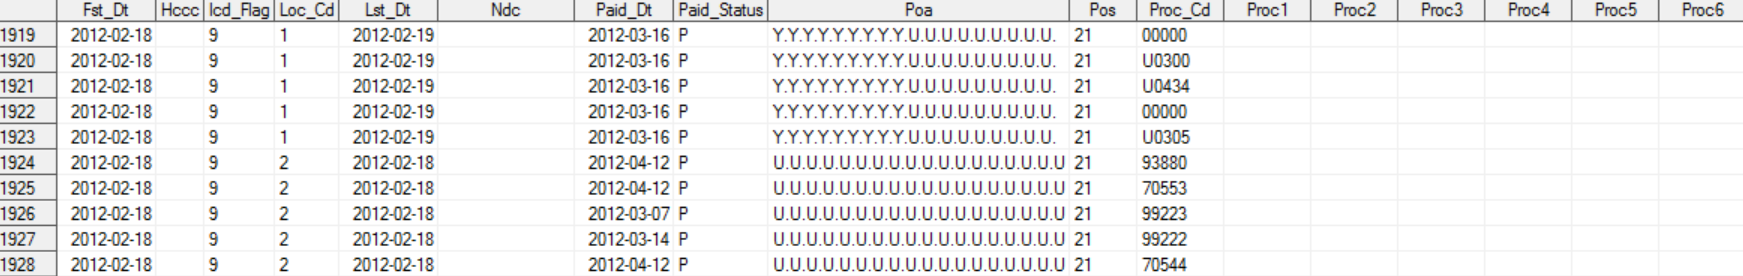 Fst_Dt Hccc Icd_Flag Loc_Cd Lst_Dt Ndc Paid_Dt Paid_Status Poa Pos Proc_Cd Proc1 Proc2 Proc3 Proc4 Proc5 Proc6
1919 2012-02-18 9 1 2012-02-19 2012-03-16 P Y.Y.Y.Y.Y.Y.Y.Y.Y.U.U.U.U.U.U.U.U.U. 21 00000
1920 2012-02-18 9 1 2012-02-19 2012-03-16 P Y.Y.Y.Y.Y.Y.Y.Y.Y.U.U.U.U.U.U.U.U.U. 21 U0300
1921 2012-02-18 9 1 2012-02-19 2012-03-16 P Y.Y.Y.Y.Y.Y.Y.Y.Y.U.U.U.U.U.U.U.U.U. 21 U0434
1922 2012-02-18 9 1 2012-02-19 2012-03-16 P Y.Y.Y.Y.Y.Y.Y.Y.Y.U.U.U.U.U.U.U.U.U. 21 00000
1923 2012-02-18 9 1 2012-02-19 2012-03-16 P Y.Y.Y.Y.Y.Y.Y.Y.Y.U.U.U.U.U.U.U.U.U. 21 U0305
1924 2012-02-18 9 2 2012-02-18 2012-04-12 P U.U.U.U.U.U.U.U.U.U.U.U.U.U.U.U.U.U 21 93880
1925 2012-02-18 9 2 2012-02-18 2012-04-12 P U.U.U.U.U.U.U.U.U.U.U.U.U.U.U.U.U.U 21 70553
1926 2012-02-18 9 2 2012-02-18 2012-03-07 P U.U.U.U.U.U.U.U.U.U.U.U.U.U.U.U.U.U 21 99223
1927 2012-02-18 9 2 2012-02-18 2012-03-14 P U.U.U.U.U.U.U.U.U.U.U.U.U.U.U.U.U.U 21 99222
1928 2012-02-18 9 2 2012-02-18 2012-04-12 P U.U.U.U.U.U.U.U.U.U.U.U.U.U.U.U.U.U 21 70544